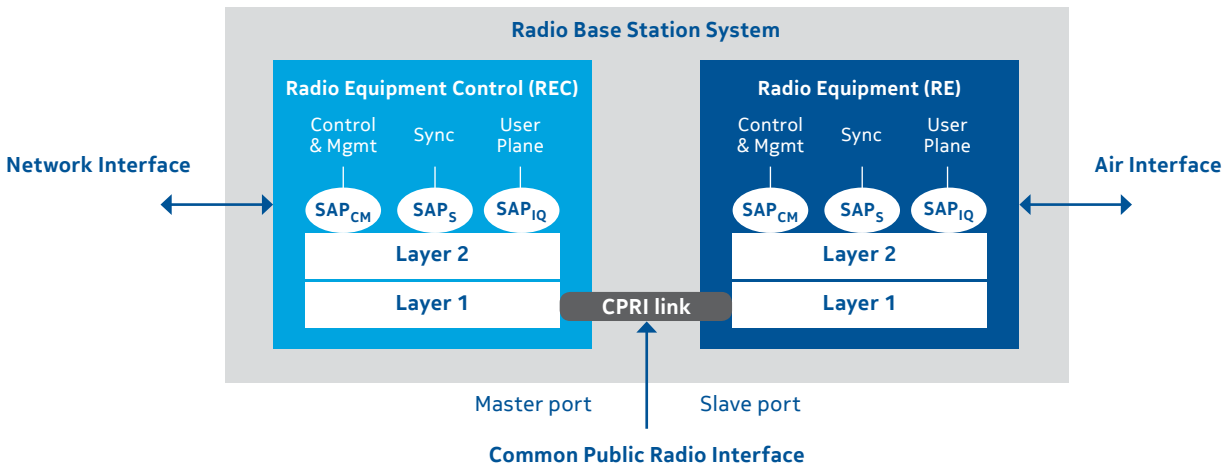 Radio Base Station System
Radio Equipment Control (REC)
Control
& Mgmt
Sync
User
Plane
SAPCM
SAPS
SAPIQ
Layer 2
Layer 1
Radio Equipment (RE)
Control
& Mgmt
Sync
User
Plane
SAPCM
SAPS
SAPIQ
Layer 2
Layer 1
Network Interface
Air Interface
CPRI link
Master port
Slave port
Common Public Radio Interface